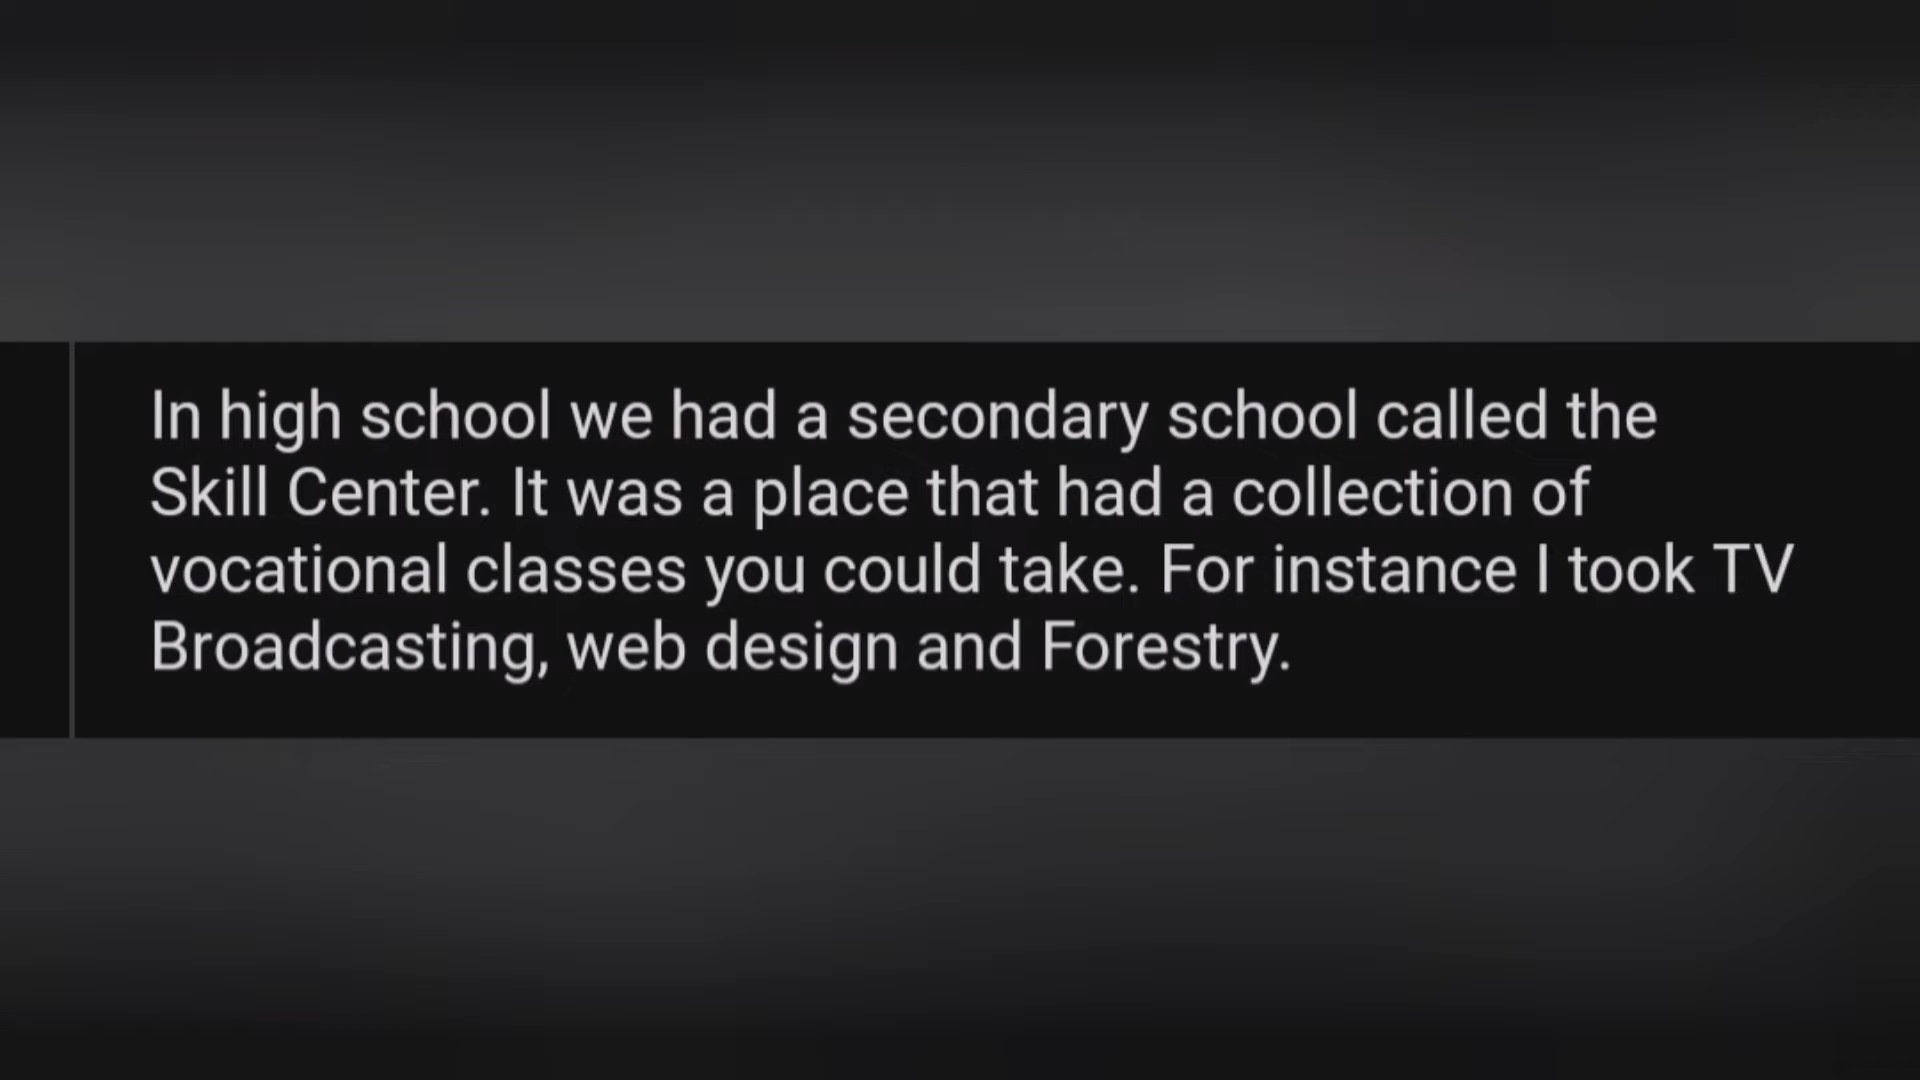 In high school we had a secondary school called the
Skill Center. It was a place that had a collection of
vocational classes you could take. For instance I took TV
Broadcasting, web design and Forestry.